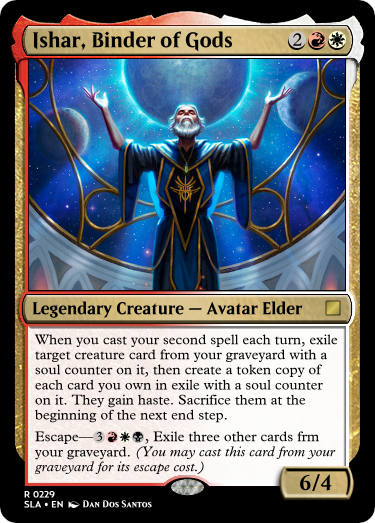 Ishar, Binder of Gods 2
Legendary Creature — Avatar Elder
When you cast your second spell each turn, exile
target creature card from your graveyard with a
soul counter on it, then create a token copy of
each card you own in exile with a soul counter
on it. They gain haste. Sacrifice them at the
beginning of the next end step.
Escape—3, Exile three other cards frm
your graveyard. (You may cast this card from
your graveyard for its escape cost.)
6/4
R 0229
SLA • EN Dan Dos Santos